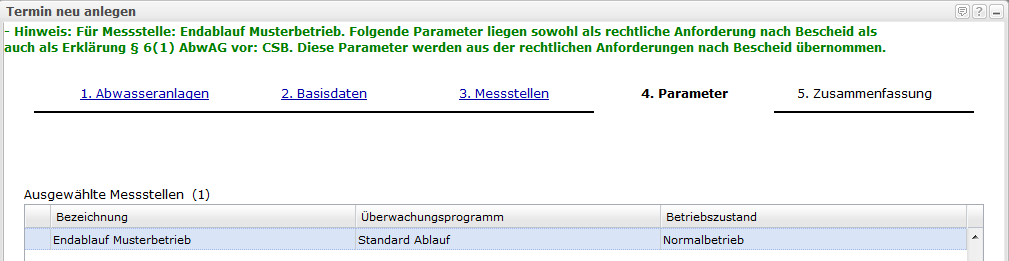 Termin neu anlegen
- Hinweis: Für Messstelle: Endablauf Musterbetrieb. Folgende Parameter liegen sowohl als rechtliche Anforderung nach Bescheid als
auch als Erklärung § 6(1) AbwAG vor: CSB. Diese Parameter werden aus der rechtlichen Anforderungen nach Bescheid übernommen.
1. Abwasseranlagen 2. Basisdaten 3. Messstellen 4. Parameter 5. Zusammenfassung
Ausgewählte Messstellen (1)
Bezeichnung Überwachungsprogramm Betriebszustand
Endablauf Musterbetrieb Standard Ablauf Normalbetrieb